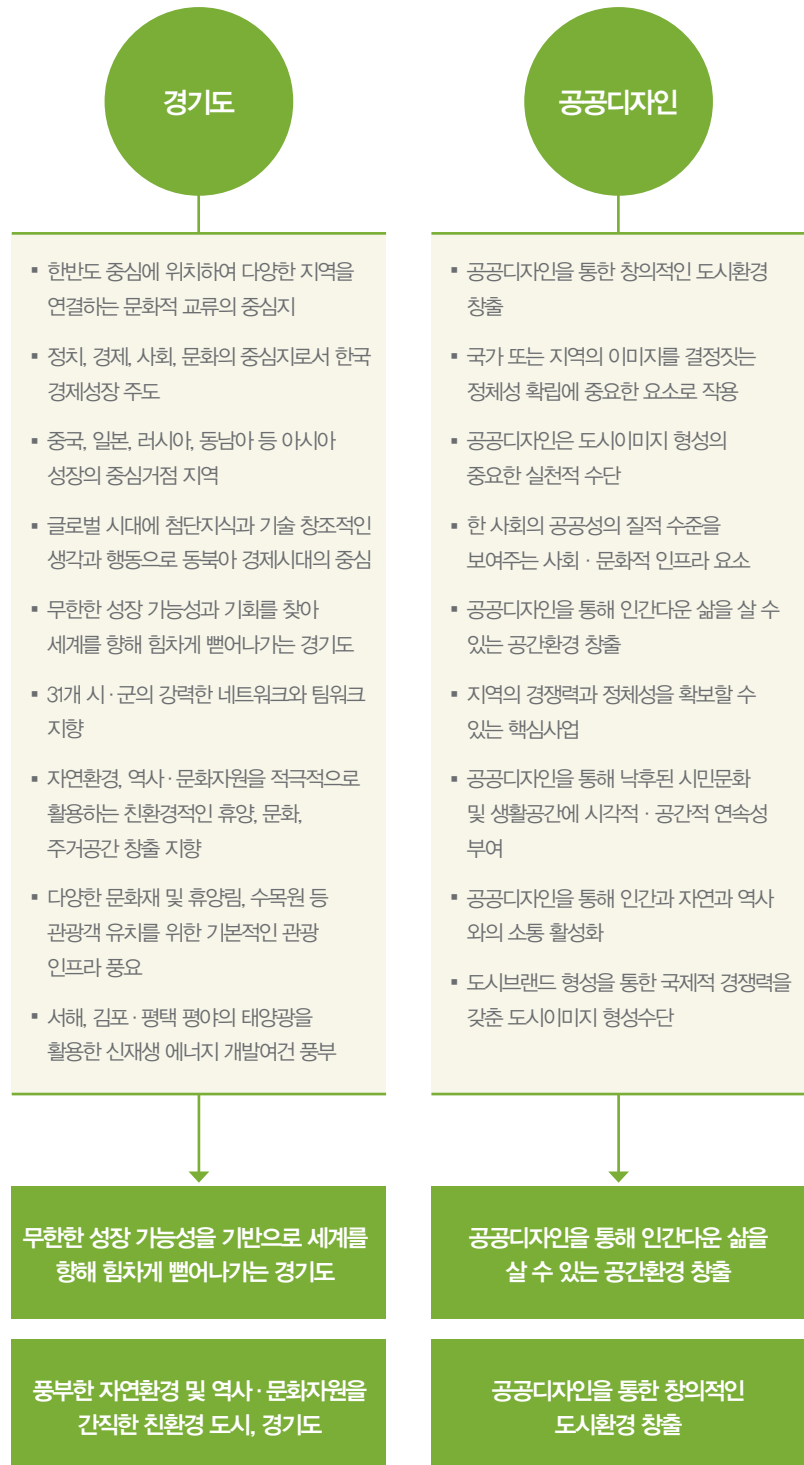 경기도
▪ 한반도 중심에 위치하여 다양한 지역을
연결하는 문화적 교류의 중심지
▪ 정치, 경제, 사회, 문화의 중심지로서 한국
경제성장 주도
▪ 중국, 일본, 러시아, 동남아 등 아시아
성장의 중심거점 지역
▪ 글로벌 시대에 첨단지식과 기술 창조적인
생각과 행동으로 동북아 경제시대의 중심
▪ 무한한 성장 가능성과 기회를 찾아
세계를 향해 힘차게 뻗어나가는 경기도
▪ 31개 시·군의 강력한 네트워크와 팀워크
지향
▪ 자연환경, 역사·문화자원을 적극적으로
활용하는 친환경적인 휴양, 문화,
주거공간 창출 지향
▪ 다양한 문화재 및 휴양림, 수목원 등
관광객 유치를 위한 기본적인 관광
인프라 풍요
▪ 서해, 김포·평택 평야의 태양광을
활용한 신재생 에너지 개발여건 풍부
무한한 성장 가능성을 기반으로 세계를
향해 힘차게 뻗어나가는 경기도
풍부한 자연환경 및 역사·문화자원을
간직한 친환경 도시, 경기도
공공디자인
▪ 공공디자인을 통한 창의적인 도시환경
창출
▪ 국가 또는 지역의 이미지를 결정짓는
정체성 확립에 중요한 요소로 작용
▪ 공공디자인은 도시이미지 형성의
중요한 실천적 수단
▪ 한 사회의 공공성의 질적 수준을
보여주는 사회·문화적 인프라 요소
▪ 공공디자인을 통해 인간다운 삶을 살 수
있는 공간환경 창출
▪ 지역의 경쟁력과 정체성을 확보할 수
있는 핵심사업
▪ 공공디자인을 통해 낙후된 시민문화
및 생활공간에 시각적·공간적 연속성
부여
▪ 공공디자인을 통해 인간과 자연과 역사
와의 소통 활성화
▪ 도시브랜드 형성을 통한 국제적 경쟁력을
갖춘 도시이미지 형성수단
공공디자인을 통해 인간다운 삶을
살 수 있는 공간환경 창출
공공디자인을 통한 창의적인
도시환경 창출